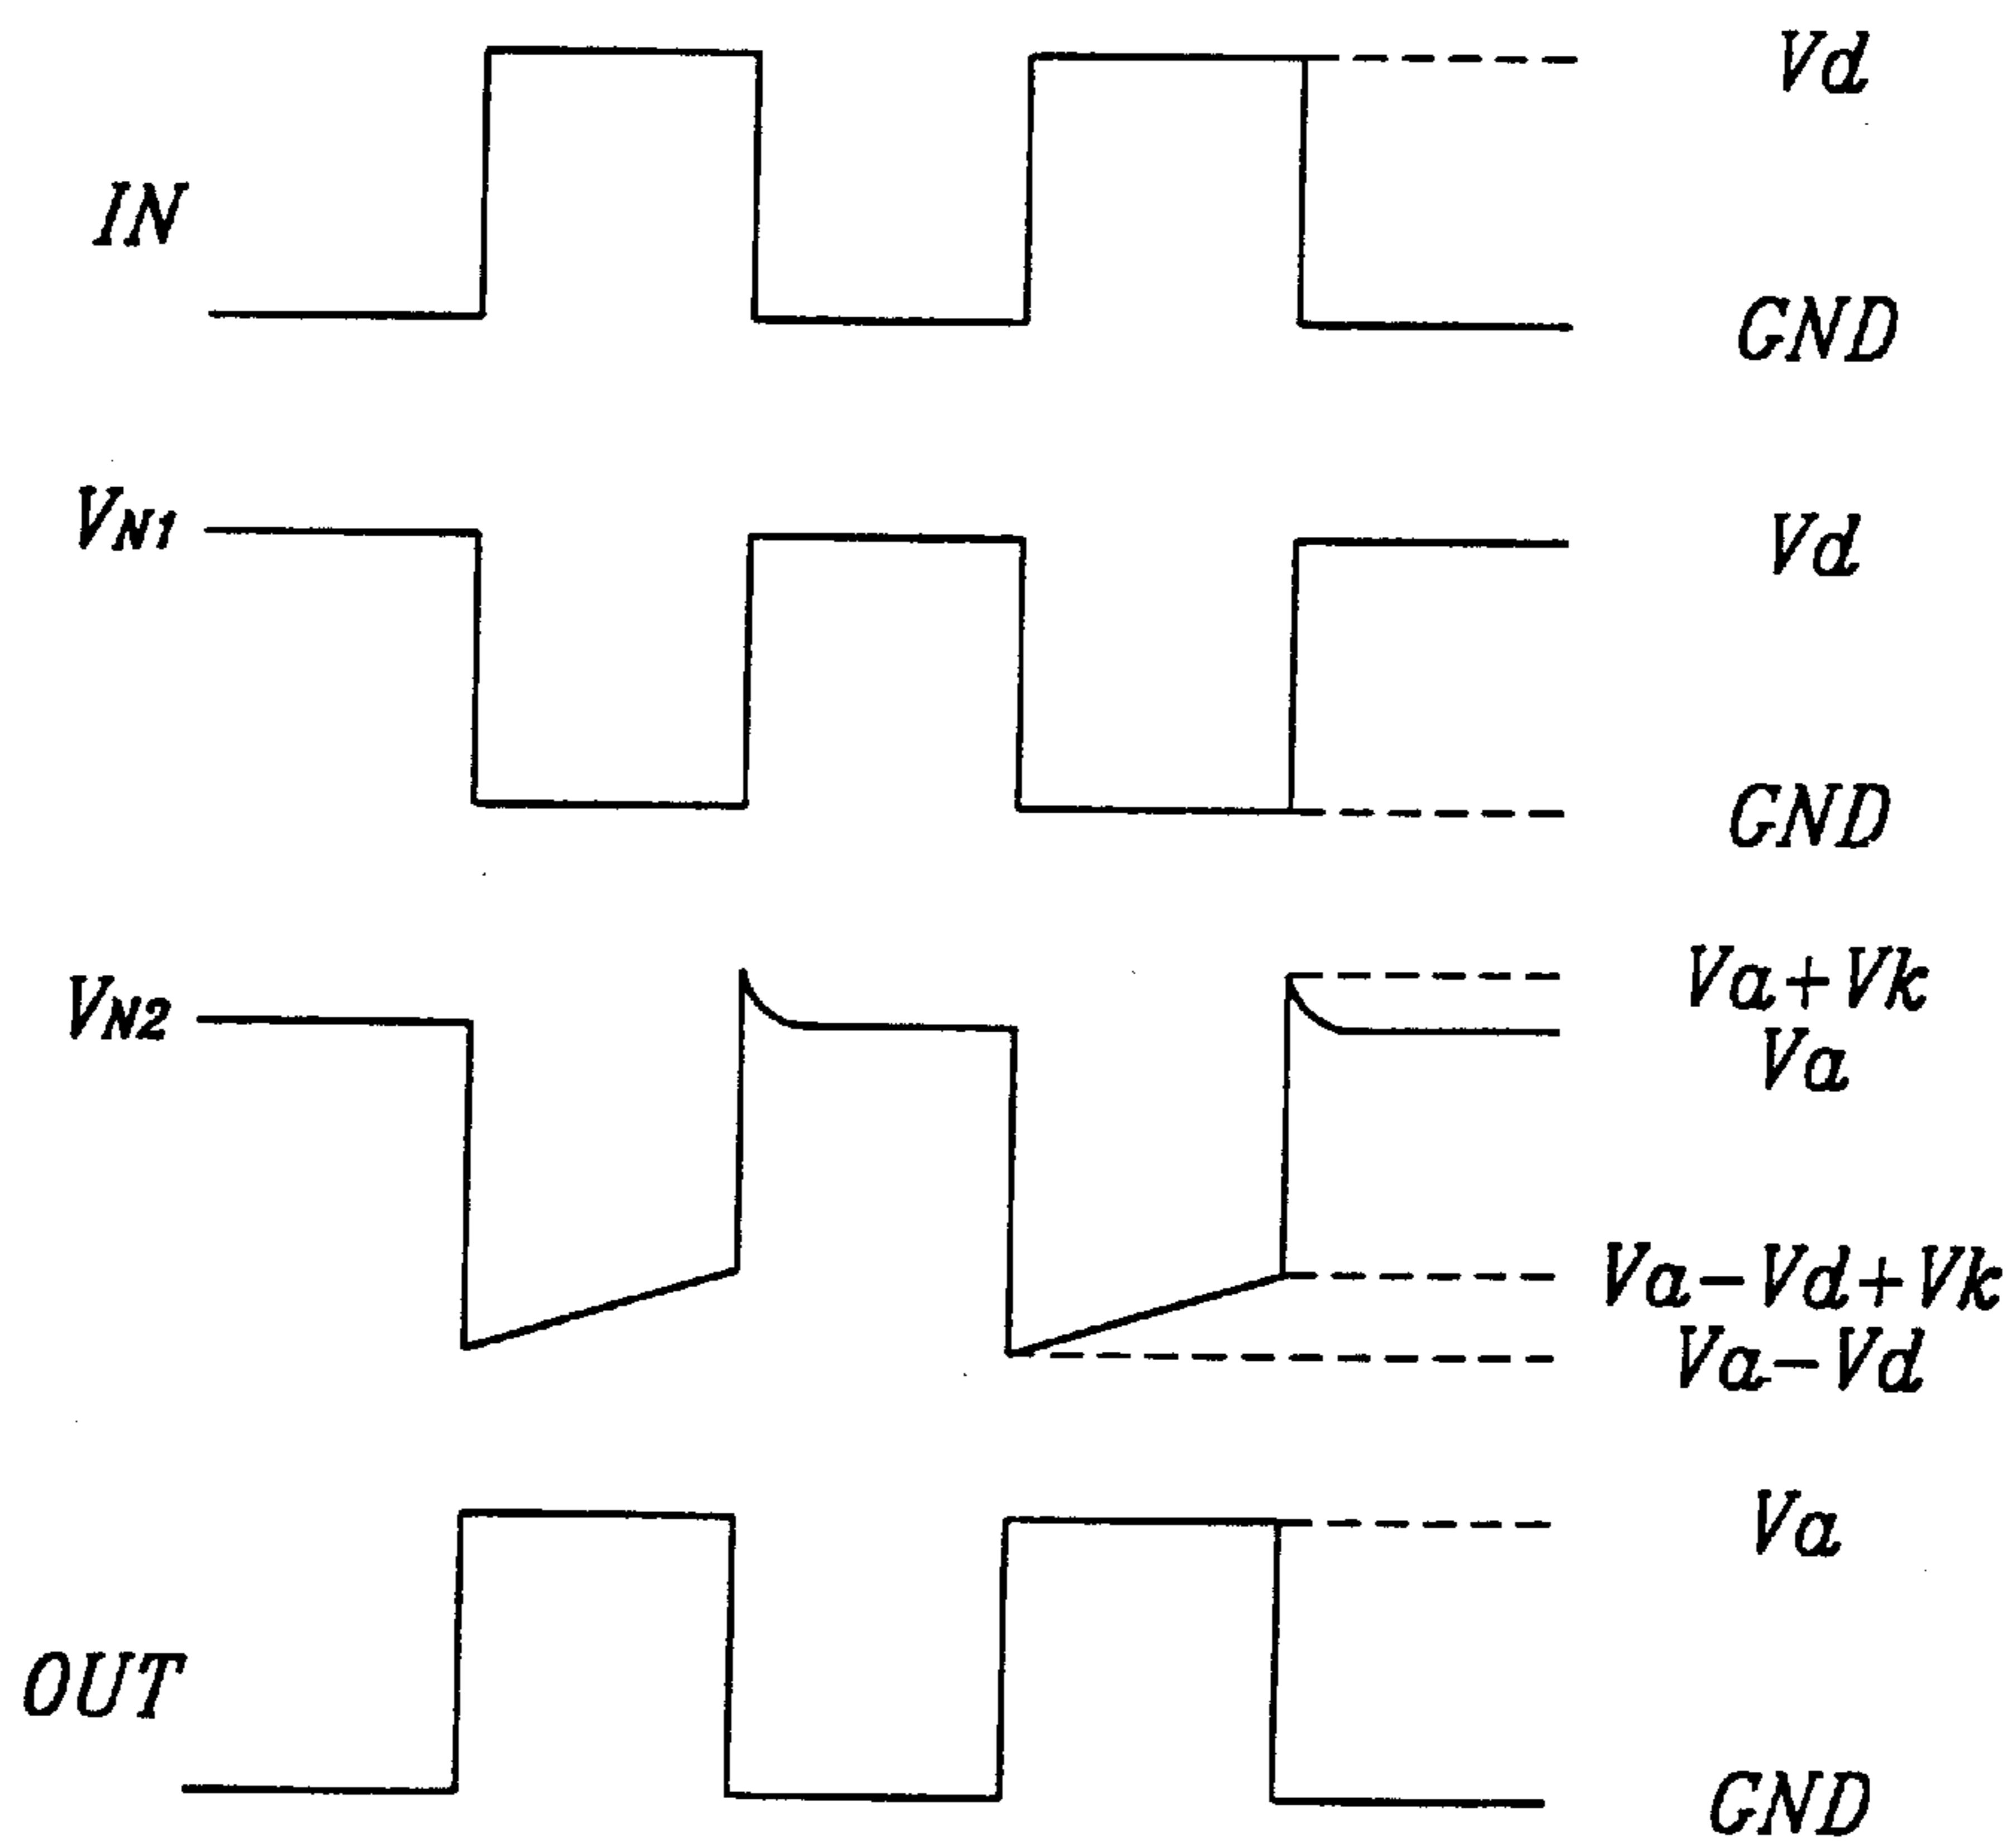 Vd
IN
GND
VN1
Vd
GND
Va+Vk
VN2
Va
Va-Vd+Vk
Va-Vd
Va
OUT
GND